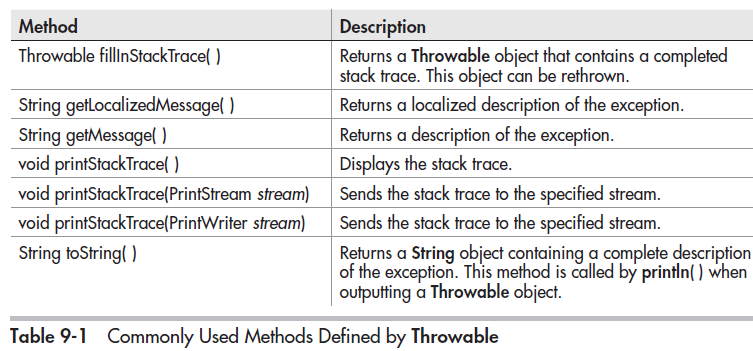 Method Description
Throwable fillInStackTrace( ) Returns a Throwable object that contains a completed
stack trace. This object can be rethrown.
String getLocalizedMessage( ) Returns a localized description of the exception.
String getMessage( ) Returns a description of the exception.
void printStackTrace( ) Displays the stack trace.
void printStackTrace(PrintStream stream) Sends the stack trace to the specified stream.
void printStackTrace(PrintWriter stream) Sends the stack trace to the specified stream.
String toString( ) Returns a String object containing a complete description
of the exception. This method is called by println( ) when
outputting a Throwable object.
Table 9-1 Commonly Used Methods Defined by Throwable